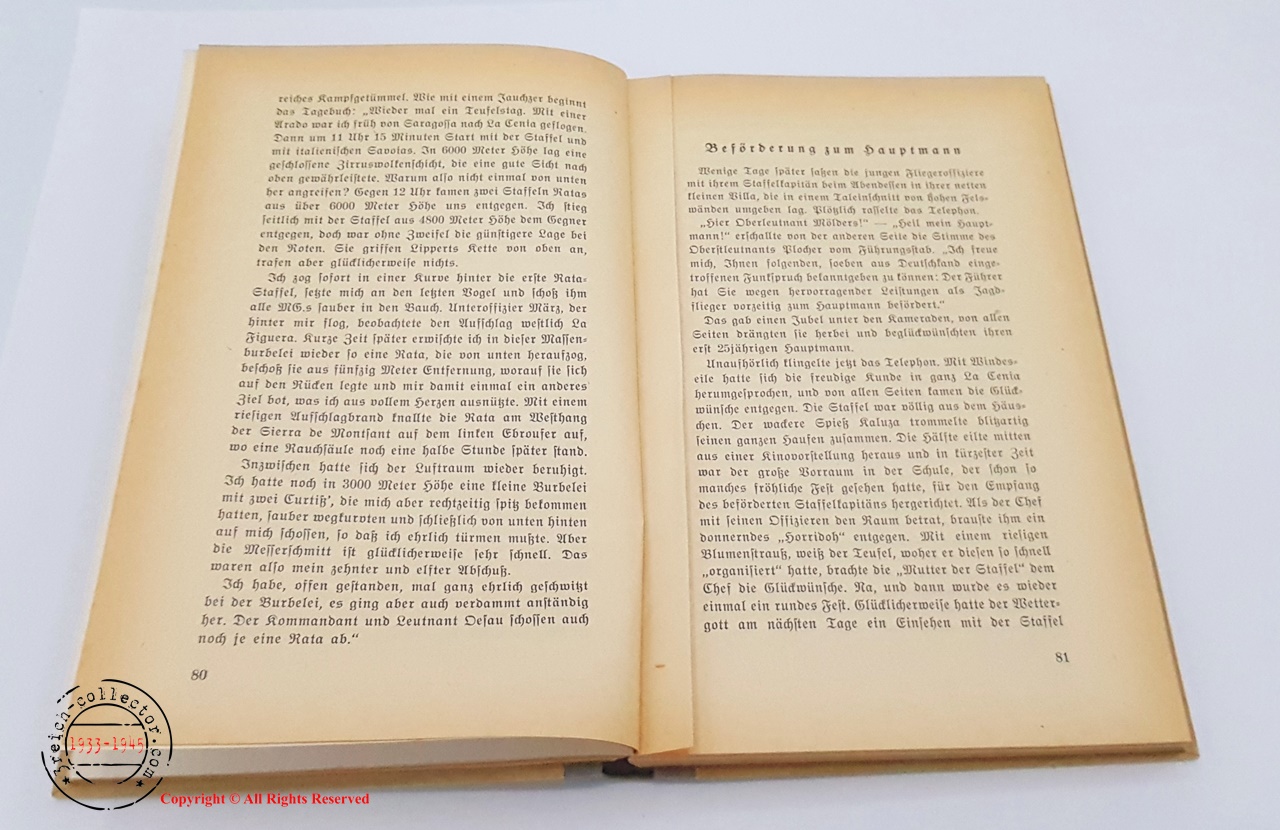 reiches Kampfgetümmel. Wie mit einem Jauchzer beginnt
das Tagebuch: „Wieder mal ein Teufelstag. Mit einer
Arado war ich früh von Saragossa nach La Cenia geflogen.
Dann um 11 Uhr 15 Minuten Start mit der Staffel und
mit italienischen Savoias. In 6000 Meter Höhe lag eine
geschlossene Zirruswolkenschicht, die eine gute Sicht nach
oben gewährleistete. Warum also nicht einmal von unten
her angreifen? Gegen 12 Uhr kamen zwei Staffeln Ratas
aus über 6000 Meter Höhe uns entgegen. Ich stieg
seitlich mit der Staffel aus 4800 Meter Höhe dem Gegner
entgegen, doch war ohne Zweifel die günstigere Lage bei
den Roten. Sie griffen Lipperts Kette von oben an,
trafen aber glücklicherweise nichts.
Ich zog sofort in einer Kurve hinter die erste Rata-
Staffel, setzte mich an den letzten Vogel und schoß ihm
alle MG.s sauber in den Bauch. Unteroffizier März, der
hinter mir flog, beobachtete den Aufschlag westlich La
Figuera. Kurze Zeit später erwischte ich in dieser Massen-
burbelei wieder so eine Rata, die von unten heraufzog,
beschoß sie aus fünfzig Meter Entfernung, worauf sie sich
auf den Rücken legte und mir damit einmal ein anderes
Ziel bot, was ich aus vollem Herzen ausnützte. Mit einem
riesigen Aufschlagbrand knallte die Rata am Westhang
der Sierra de Montsant auf dem linken Ebroufer auf,
wo eine Rauchsäule noch eine halbe Stunde später stand.
Inzwischen hatte sich der Luftraum wieder beruhigt.
Ich hatte noch in 3000 Meter Höhe eine kleine Burbelei
mit zwei Curtiß', die mich aber rechtzeitig spitz bekommen
hatten, sauber wegkurvten und schließlich von unten hinten
auf mich schossen, so daß ich ehrlich türmen mußte. Aber
die Messerschmitt ist glücklicherweise sehr schnell. Das
waren also mein zehnter und elfter Abschuß.
Ich habe, offen gestanden, mal ganz ehrlich geschwitzt
bei der Burbelei, es ging aber auch verdammt anständig
her. Der Kommandant und Leutnant Oesau schossen auch
noch je eine Rata ab.“
80
Beförderung zum Hauptmann
Wenige Tage später saßen die jungen Fliegeroffiziere
mit ihrem Staffelkapitän beim Abendessen in ihrer netten
kleinen Villa, die in einem Taleinschnitt von hohen Fels-
wänden umgeben lag. Plötzlich rasselte das Telephon.
„Hier Oberleutnant Mölders!“ — „Heil mein Haupt-
mann!“ erschallte von der anderen Seite die Stimme des
Oberstleutnants Plocher vom Führungsstab. „Ich freue
mich, Ihnen folgenden, soeben aus Deutschland einge-
troffenen Funkspruch bekanntgeben zu können: Der Führer
hat Sie wegen hervorragender Leistungen als Jagd-
flieger vorzeitig zum Hauptmann befördert.“
Das gab einen Jubel unter den Kameraden, von allen
Seiten drängten sie herbei und beglückwünschten ihren
erst 25jährigen Hauptmann.
Unaufhörlich klingelte jetzt das Telephon. Mit Windes-
eile hatte sich die freudige Kunde in ganz La Cenia
herumgesprochen, und von allen Seiten kamen die Glück-
wünsche entgegen. Die Staffel war völlig aus dem Häus-
chen. Der wackere Spieß Kaluza trommelte blitzartig
seinen ganzen Haufen zusammen. Die Hälfte eilte mitten
aus einer Kinovorstellung heraus und in kürzester Zeit
war der große Vorraum in der Schule, der schon so
manches fröhliche Fest gesehen hatte, für den Empfang
des beförderten Staffelkapitäns hergerichtet. Als der Chef
mit seinen Offizieren den Raum betrat, brauste ihm ein
donnerndes „Horridoh“ entgegen. Mit einem riesigen
Blumenstrauß, weiß der Teufel, woher er diesen so schnell
„organisiert“ hatte, brachte die „Mutter der Staffel“ dem
Chef die Glückwünsche. Na, und dann wurde es wieder
einmal ein rundes Fest. Glücklicherweise hatte der Wetter-
gott am nächsten Tage ein Einsehen mit der Staffel
81
3reich-collector.com
1933-1945
Copyright © All Rights Reserved